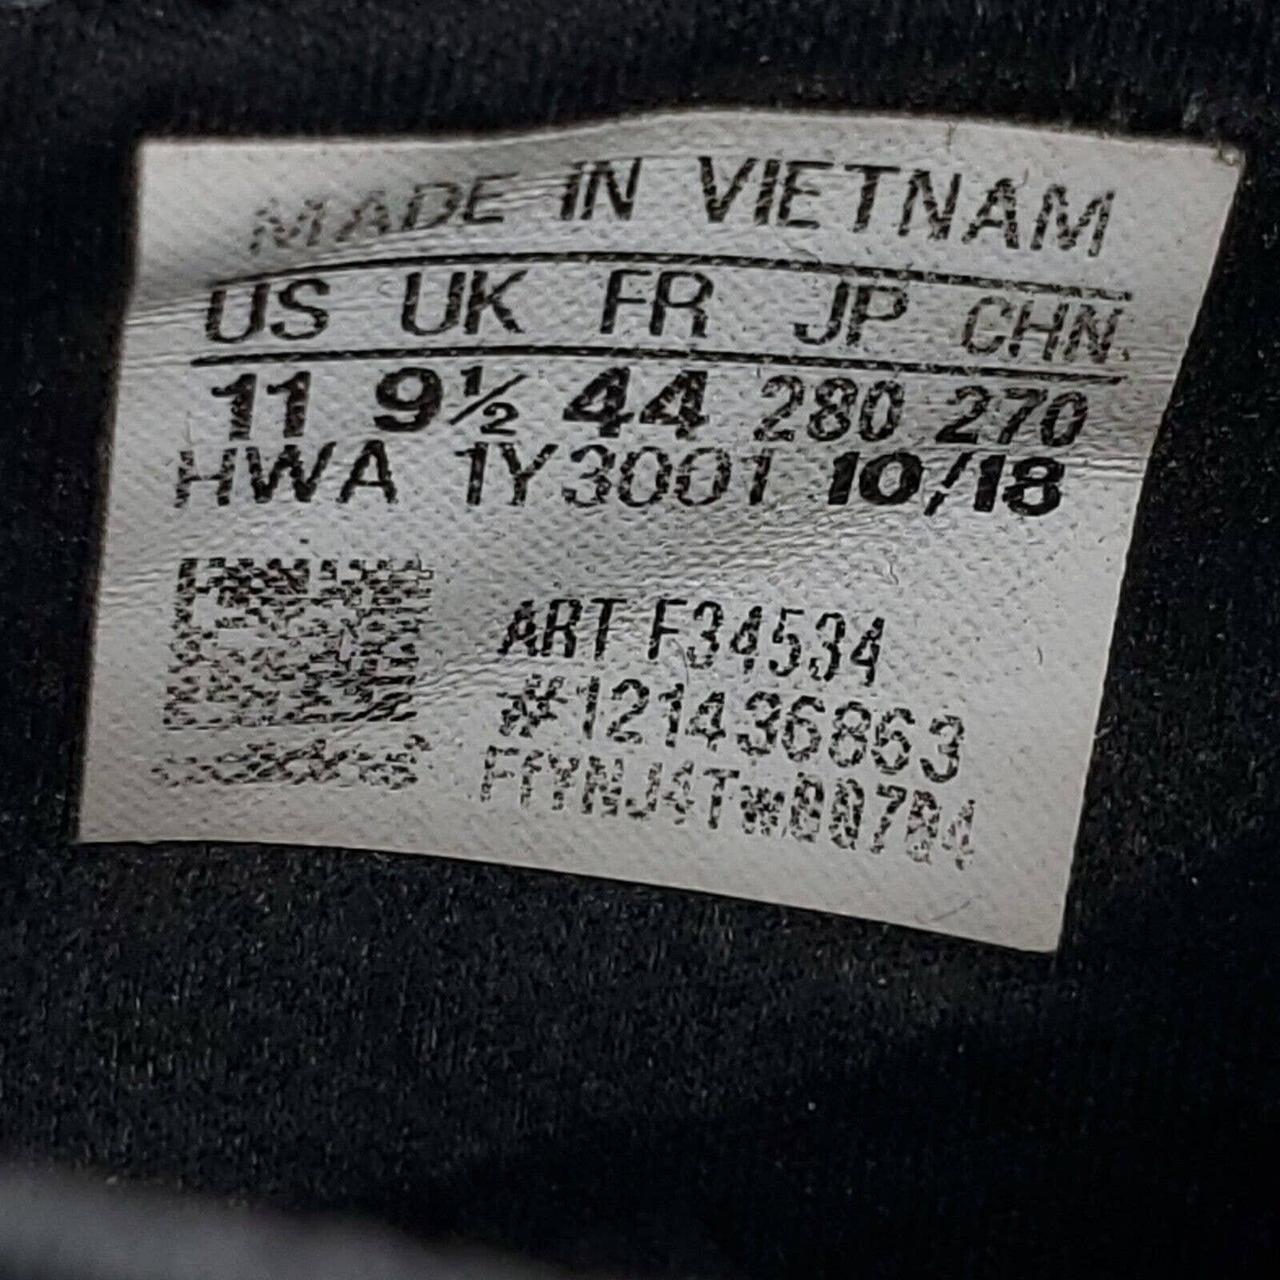 MADE IN VIETNAM
US UK FR JP CHN.
11 9½ 44 280 270
HWA 1Y3001 10/18
ART F34534
#121436863